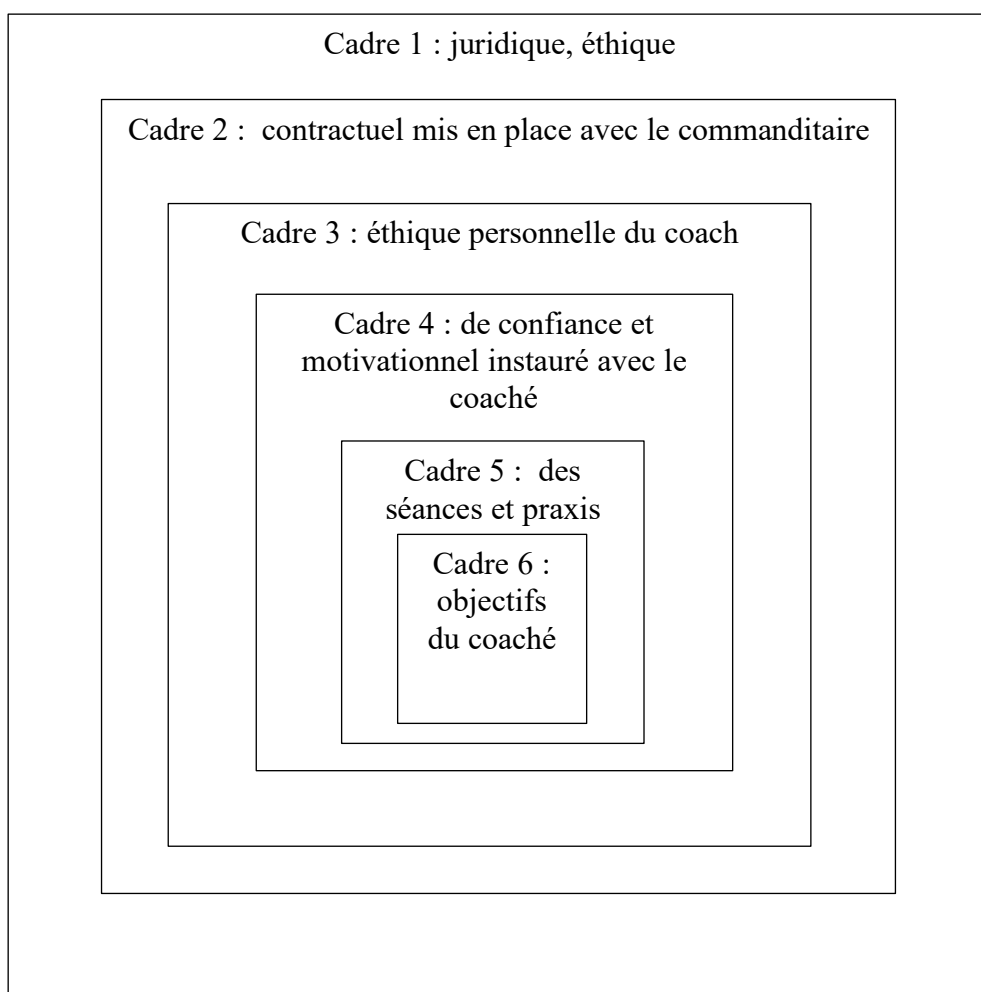 Cadre 1 : juridique, éthique
Cadre 2 :  contractuel mis en place avec le commanditaire
Cadre 3 : éthique personnelle du coach
Cadre 4 : de confiance et
motivationnel instauré avec le
coaché
Cadre 5 :  des
séances et praxis
Cadre 6 :
objectifs
du coaché